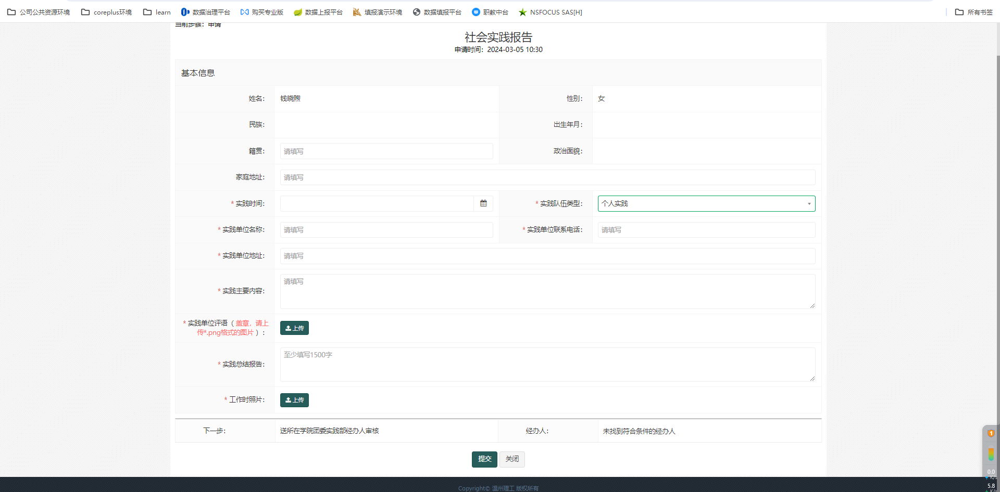 公司公共资源环境 coreplus环境 learn 数据治理平台 购买专业版 数据上报平台 填报演示环境 数据填报平台 职教中台 NSFOCUS SAS[H] 所有书签
当前步骤：申请
社会实践报告
申请时间：2024-03-05 10:30
基本信息
姓名： 钱晓煦 性别： 女
民族： 出生年月：
籍贯： 请填写 政治面貌：
家庭地址： 请填写
* 实践时间： * 实践队伍类型： 个人实践
* 实践单位名称： 请填写 * 实践单位联系电话： 请填写
* 实践单位地址： 请填写
* 实践主要内容： 请填写
* 实践单位评语（ 盖章，请上
传*.png格式的图片 ）： 上传
* 实践总结报告： 至少填写1500字
* 工作时照片： 上传
下一步： 送所在学院团委实践部经办人审核 经办人： 未找到符合条件的经办人
提交 关闭
1
0.0
K/s
5.8
K/s
Copyright© 温州理工 版权所有